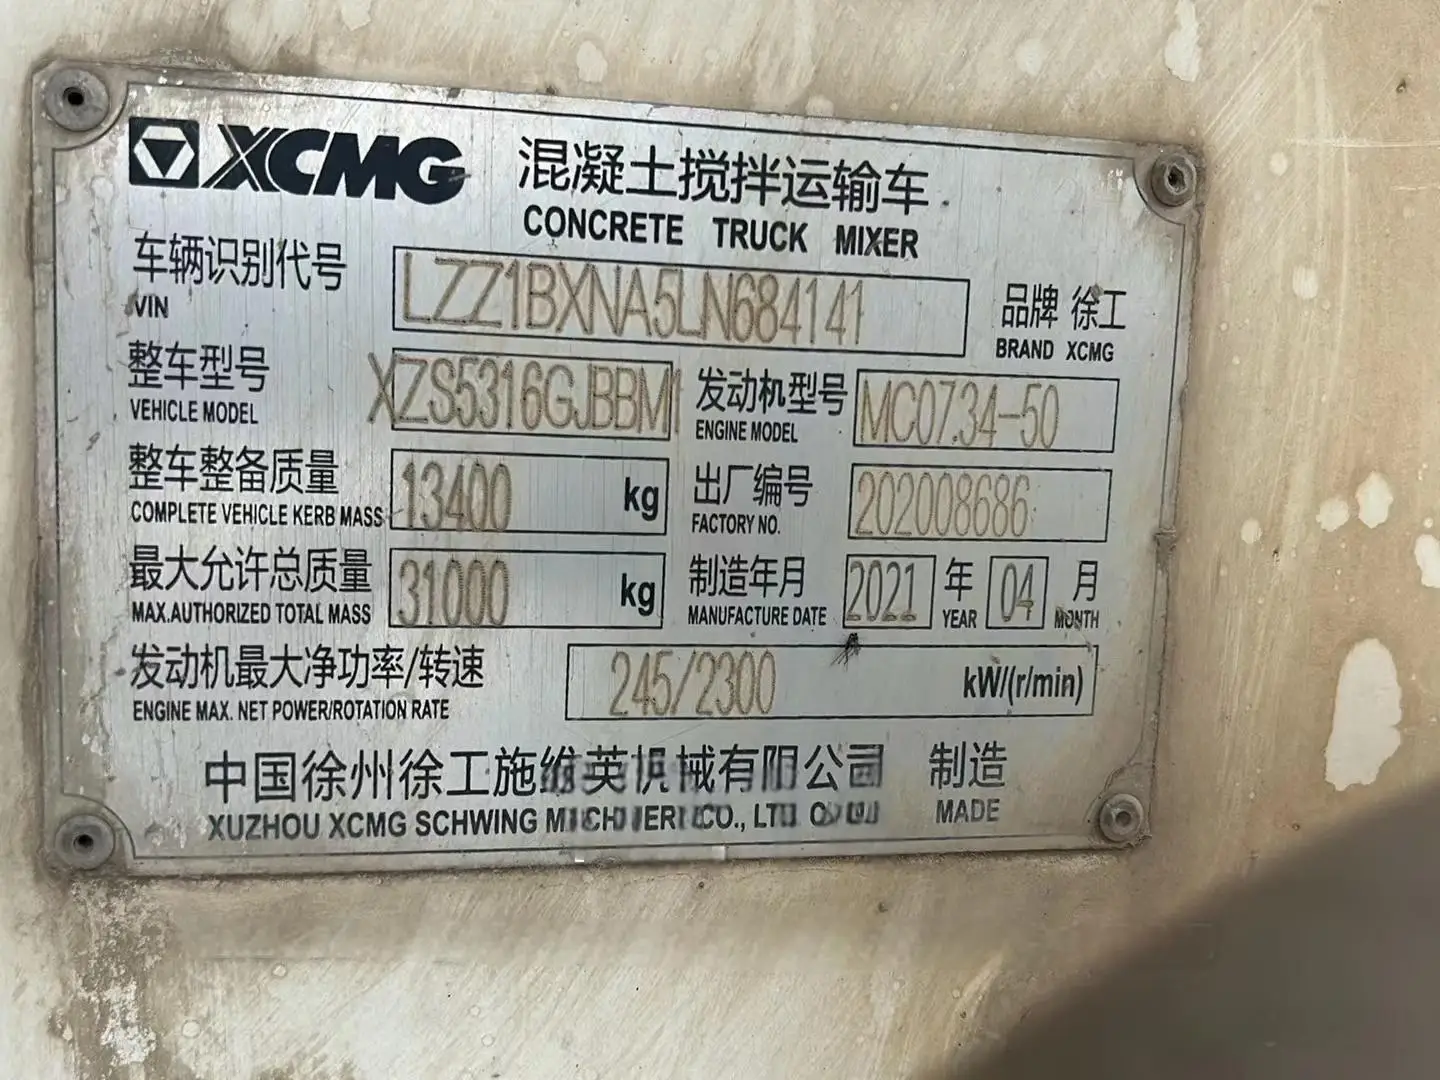 XCMG 混凝土搅拌运输车
CONCRETE TRUCK MIXER
车辆识别代号 LZZ1BXNA5LN684141 品牌 徐工
VIN BRAND XCMG
整车型号 XZS5316GJBBM1 发动机型号 MC07.34-50
VEHICLE MODEL ENGINE MODEL
整车整备质量 13400 kg 出厂编号 202008686
COMPLETE VEHICLE KERB MASS FACTORY NO.
最大允许总质量 31000 kg 制造年月 2021 年 04 月
MAX.AUTHORIZED TOTAL MASS MANUFACTURE DATE YEAR MONTH
发动机最大净功率/转速 245/2300 kW/(r/min)
ENGINE MAX. NET POWER/ROTATION RATE
中国徐州徐工施维英机械有限公司 制造
XUZHOU XCMG SCHWING CO., MADE